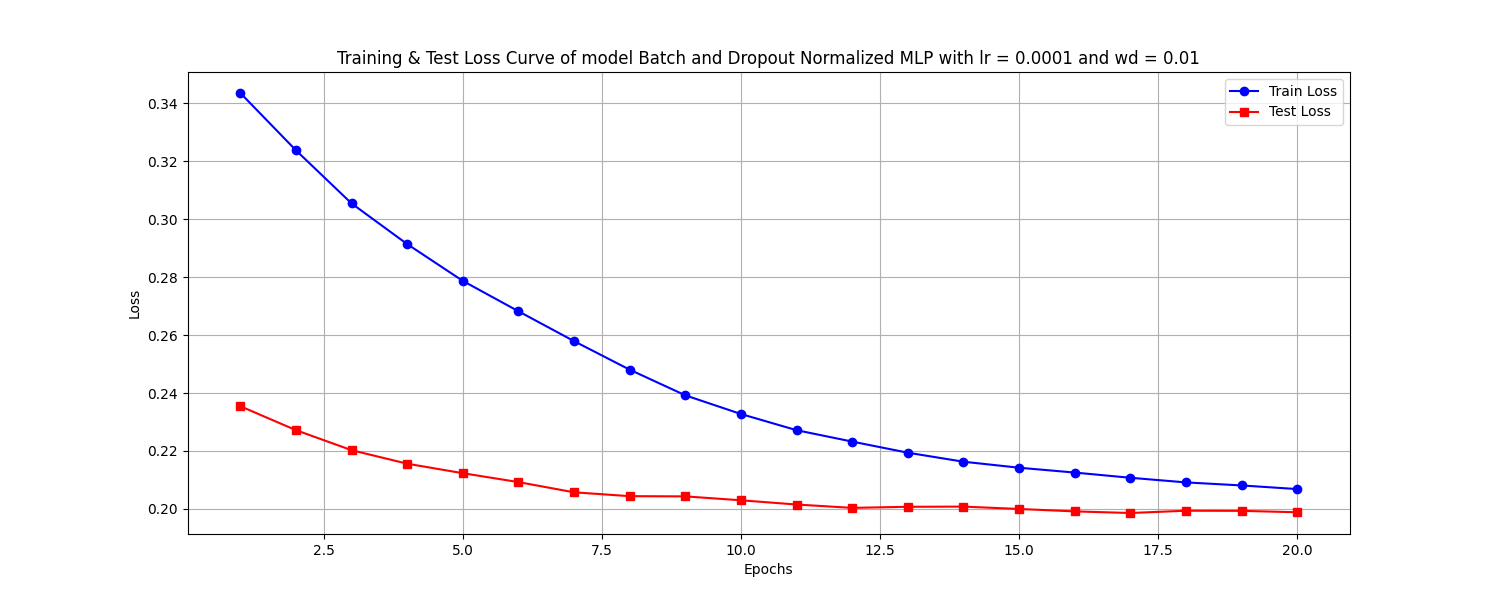 Training & Test Loss Curve of model Batch and Dropout Normalized MLP with lr = 0.0001 and wd = 0.01
Train Loss
Test Loss
0.34
0.32
0.30
0.28
0.26
0.24
0.22
0.20
Loss
2.5 5.0 7.5 10.0 12.5 15.0 17.5 20.0
Epochs